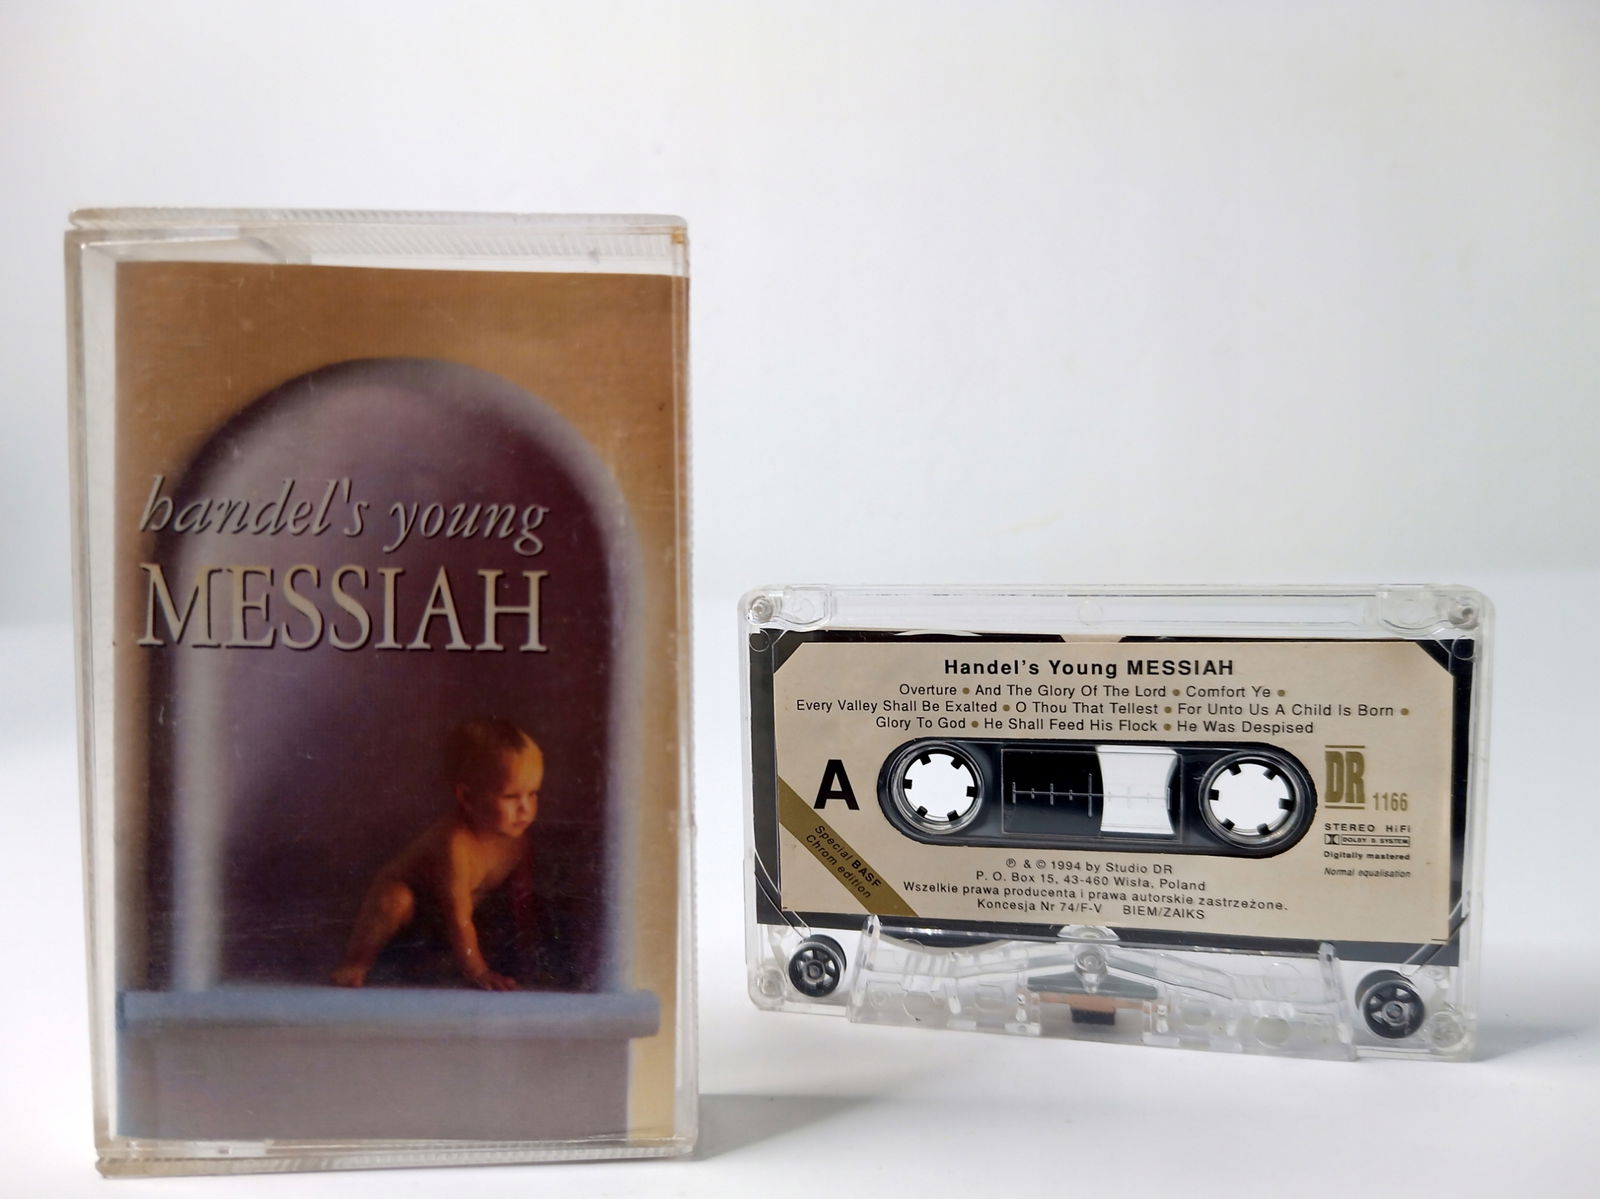 handel's young
MESSIAH
Handel's Young MESSIAH
Overture • And The Glory Of The Lord • Comfort Ye •
Every Valley Shall Be Exalted • O Thou That Tellest • For Unto Us A Child Is Born •
Glory To God • He Shall Feed His Flock • He Was Despised
A
DR 1166
STEREO HiFi
DOLBY B SYSTEM
Digitally mastered
Normal equalisation
Special BASF
Chrom edition
℗ & © 1994 by Studio DR
P. O. Box 15, 43-460 Wisła, Poland
Wszelkie prawa producenta i prawa autorskie zastrzeżone.
Koncesja Nr 74/F-V BIEM/ZAIKS